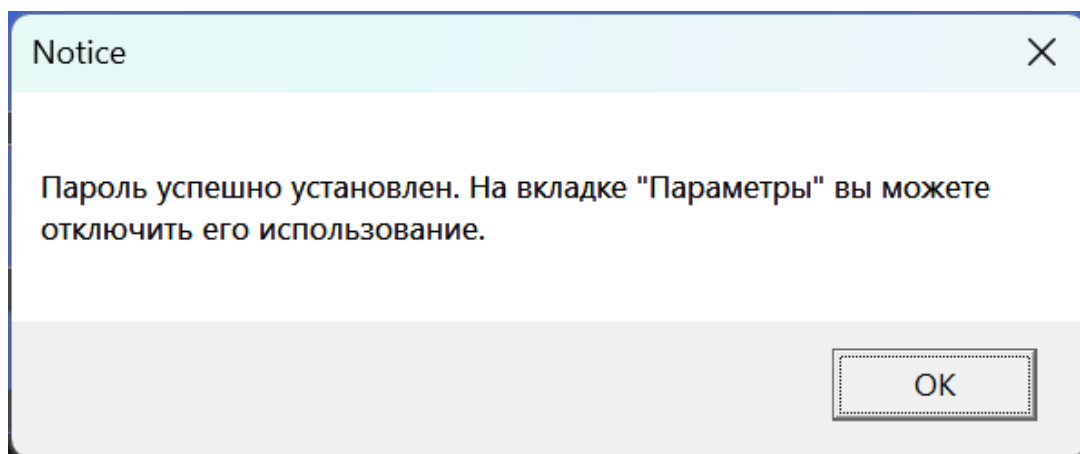 Notice
Пароль успешно установлен. На вкладке "Параметры" вы можете
отключить его использование.
OK